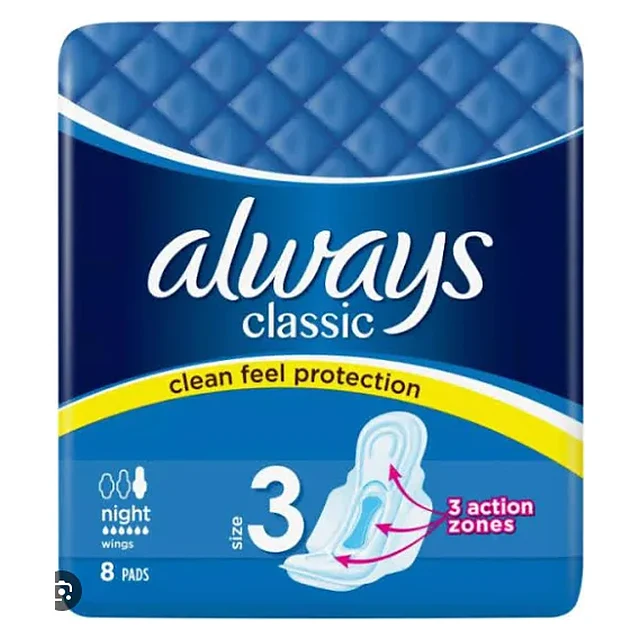 always
classic
clean feel protection
night
wings
8 PADS
size 3
3 action
zones